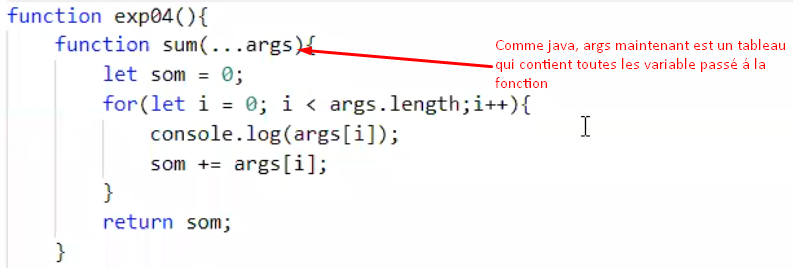 function exp04(){
function sum(...args){
Comme java, args maintenant est un tableau
qui contient toutes les variable passé á la
fonction
let som = 0;
for(let i = 0; i < args.length;i++){
console.log(args[i]);
som += args[i];
}
return som;
}